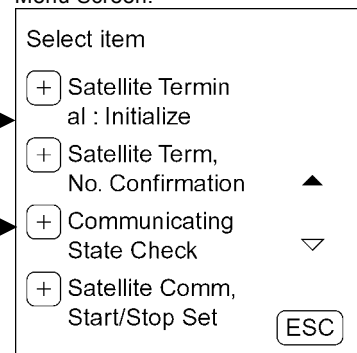 Menu Screen.
Select item
+ Satellite Termin
al : Initialize
+ Satellite Term,
No. Confirmation
+ Communicating
State Check
+ Satellite Comm,
Start/Stop Set
ESC